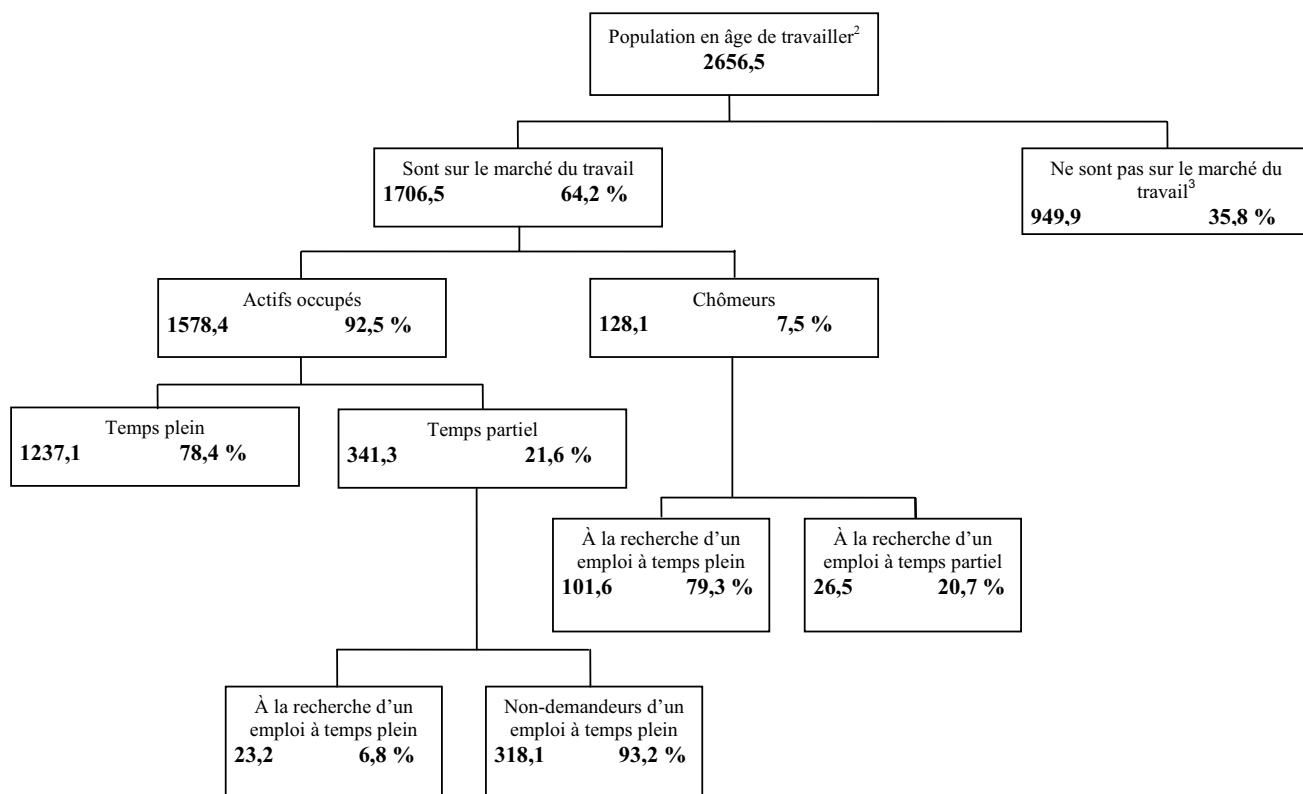 Population en âge de travailler²
2656,5
Sont sur le marché du travail
1706,5 64,2 %
Ne sont pas sur le marché du
travail³
949,9 35,8 %
Actifs occupés
1578,4 92,5 %
Chômeurs
128,1 7,5 %
Temps plein
1237,1 78,4 %
Temps partiel
341,3 21,6 %
À la recherche d’un
emploi à temps plein
101,6 79,3 %
À la recherche d’un
emploi à temps partiel
26,5 20,7 %
À la recherche d’un
emploi à temps plein
23,2 6,8 %
Non-demandeurs d’un
emploi à temps plein
318,1 93,2 %